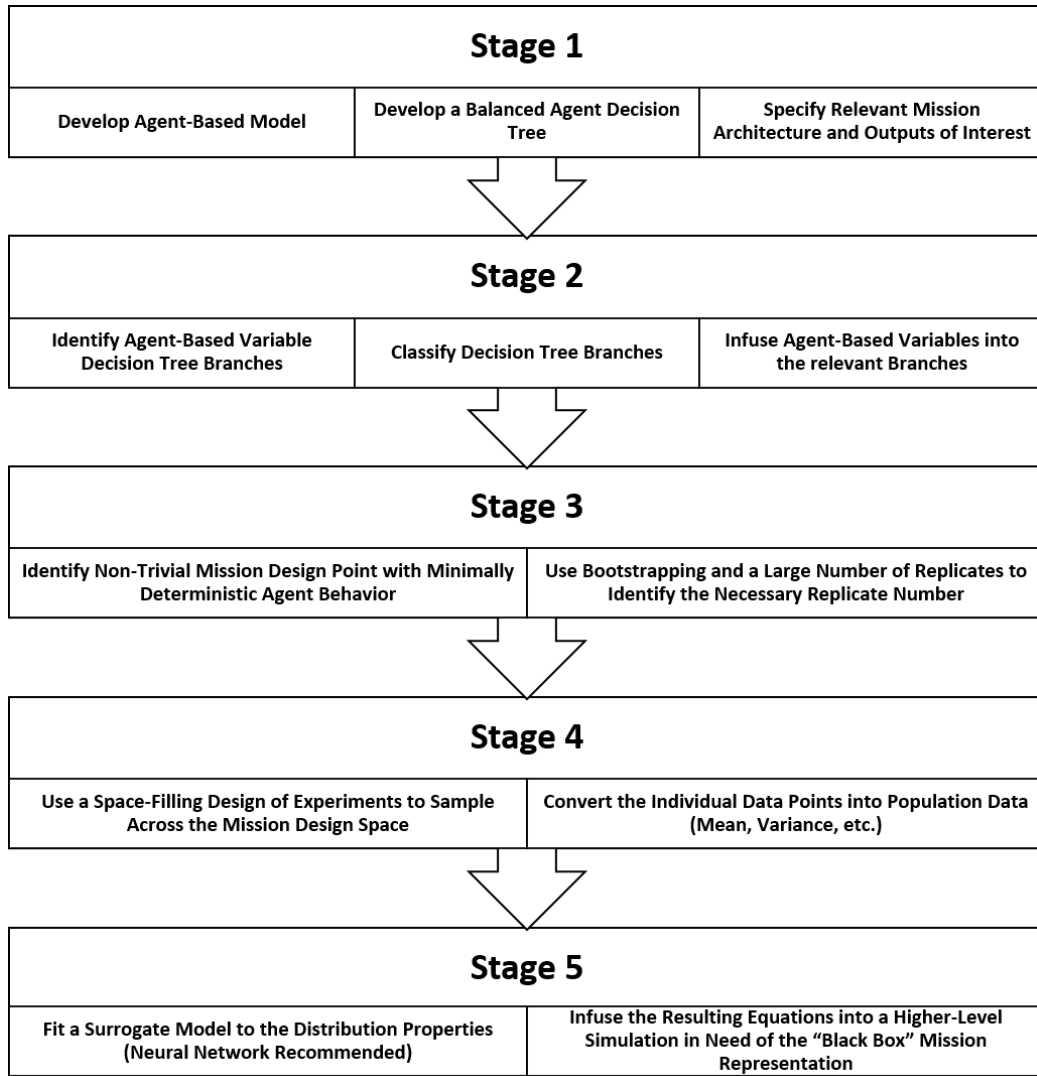 Stage 1
Develop Agent-Based Model
Develop a Balanced Agent Decision
Tree
Specify Relevant Mission
Architecture and Outputs of Interest
Stage 2
Identify Agent-Based Variable
Decision Tree Branches
Classify Decision Tree Branches
Infuse Agent-Based Variables into
the relevant Branches
Stage 3
Identify Non-Trivial Mission Design Point with Minimally
Deterministic Agent Behavior
Use Bootstrapping and a Large Number of Replicates to
Identify the Necessary Replicate Number
Stage 4
Use a Space-Filling Design of Experiments to Sample
Across the Mission Design Space
Convert the Individual Data Points into Population Data
(Mean, Variance, etc.)
Stage 5
Fit a Surrogate Model to the Distribution Properties
(Neural Network Recommended)
Infuse the Resulting Equations into a Higher-Level
Simulation in Need of the “Black Box” Mission
Representation